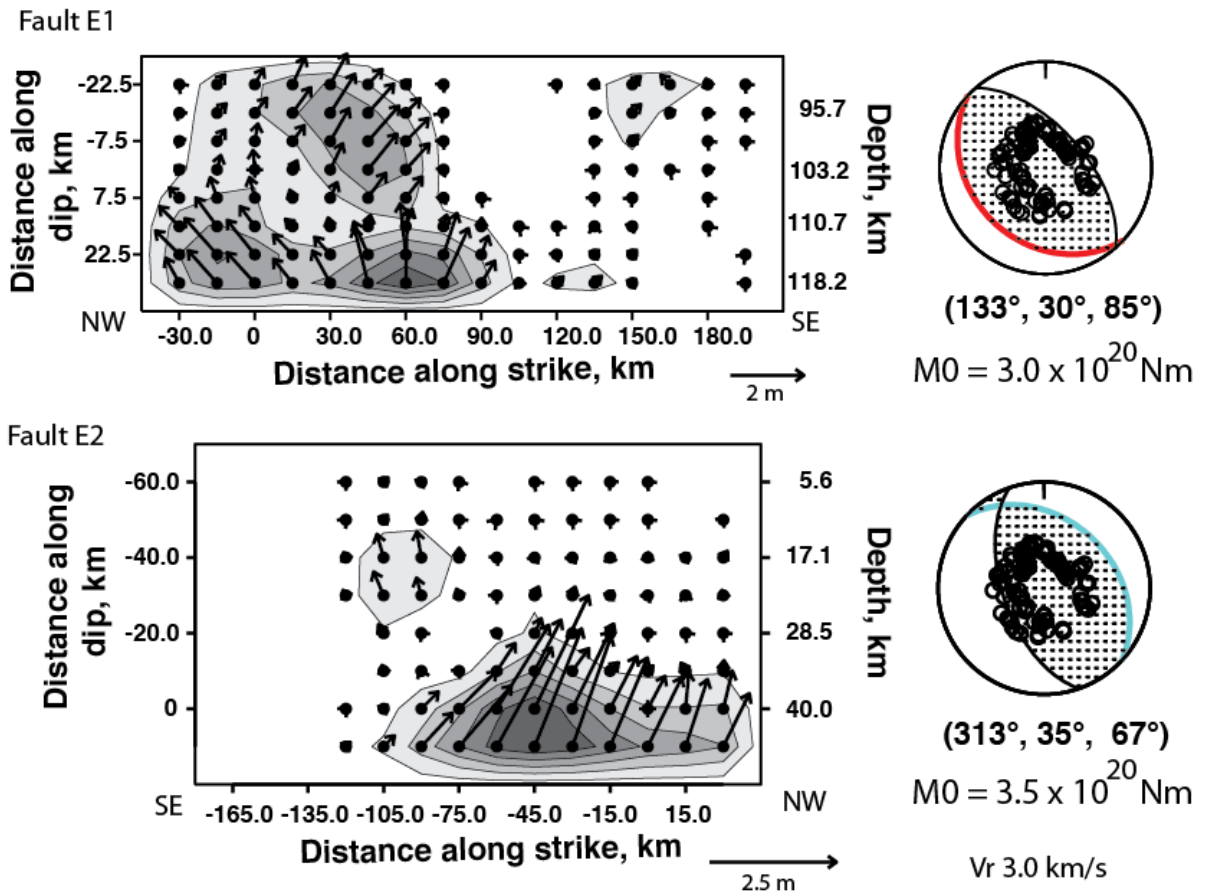 Fault E1
Distance along
dip, km
-22.5
-7.5
7.5
22.5
95.7
103.2
110.7
118.2
Depth, km
NW
SE
-30.0 0 30.0 60.0 90.0 120.0 150.0 180.0
Distance along strike, km
2 m
(133°, 30°, 85°)
M0 = 3.0 x 10^20 Nm
Fault E2
Distance along
dip, km
-60.0
-40.0
-20.0
0
5.6
17.1
28.5
40.0
Depth, km
SE
NW
-165.0 -135.0 -105.0 -75.0 -45.0 -15.0 15.0
Distance along strike, km
2.5 m
(313°, 35°, 67°)
M0 = 3.5 x 10^20 Nm
Vr 3.0 km/s